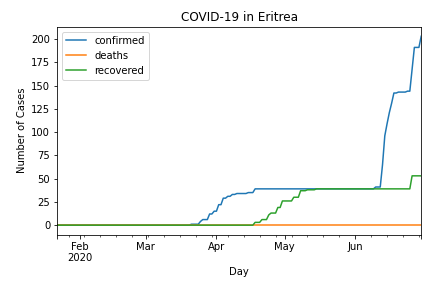 COVID-19 in Eritrea
confirmed
deaths
recovered
Number of Cases
200
175
150
125
100
75
50
25
0
Feb
2020
Mar
Apr
May
Jun
Day